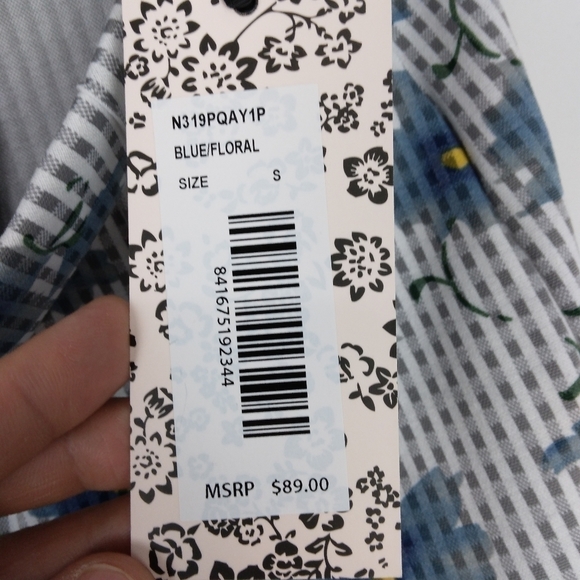 N319PQAY1P
BLUE/FLORAL
SIZE S
841675192344
MSRP $89.00